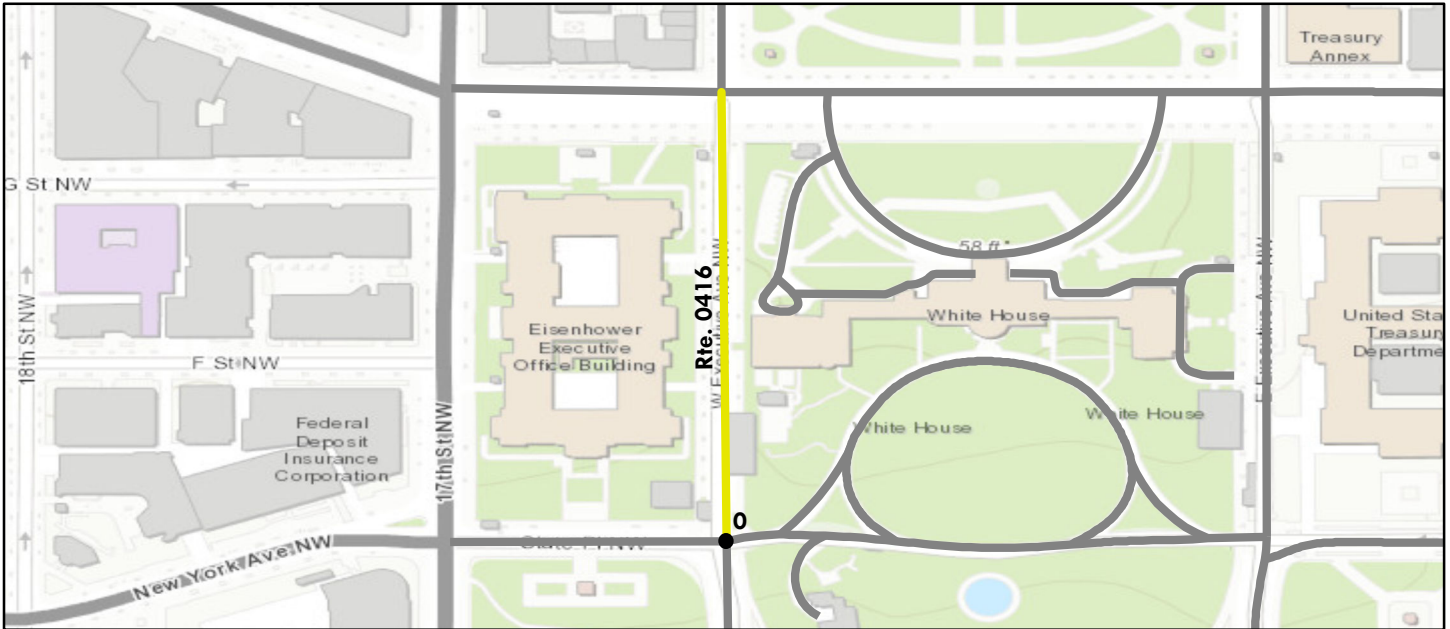 Treasury
Annex
G St NW
58 ft
18th St NW
Rte. 0416
W Executive Ave NW
E Executive Ave NW
Eisenhower
Executive
Office Building
White House
United Sta
Treasury
Departme
F St NW
17th St NW
White House
White House
Federal
Deposit
Insurance
Corporation
0
State Pl NW
New York Ave NW